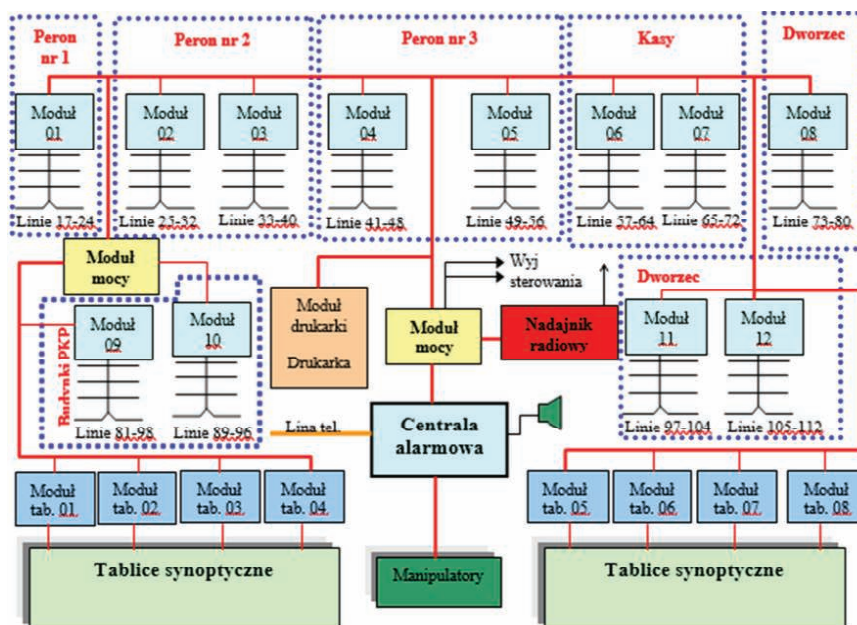 Peron
nr 1
Peron nr 2
Peron nr 3
Kasy
Dworzec
Moduł
01
Moduł
02
Moduł
03
Moduł
04
Moduł
05
Moduł
06
Moduł
07
Moduł
08
Linie 17-24
Linie 25-32
Linie 33-40
Linie 41-48
Linie 49-56
Linie 57-64
Linie 65-72
Linie 73-80
Moduł
mocy
Wyj
sterowania
Dworzec
Budynki PKP
Moduł
09
Moduł
10
Moduł
drukarki
Drukarka
Moduł
mocy
Nadajnik
radiowy
Moduł
11
Moduł
12
Linie 81-98
Linie 89-96
Lina tel.
Centrala
alarmowa
Linie 97-104
Linie 105-112
Moduł
tab. 01
Moduł
tab. 02
Moduł
tab. 03
Moduł
tab. 04
Moduł
tab. 05
Moduł
tab. 06
Moduł
tab. 07
Moduł
tab. 08
Tablice synoptyczne
Manipulatory
Tablice synoptyczne